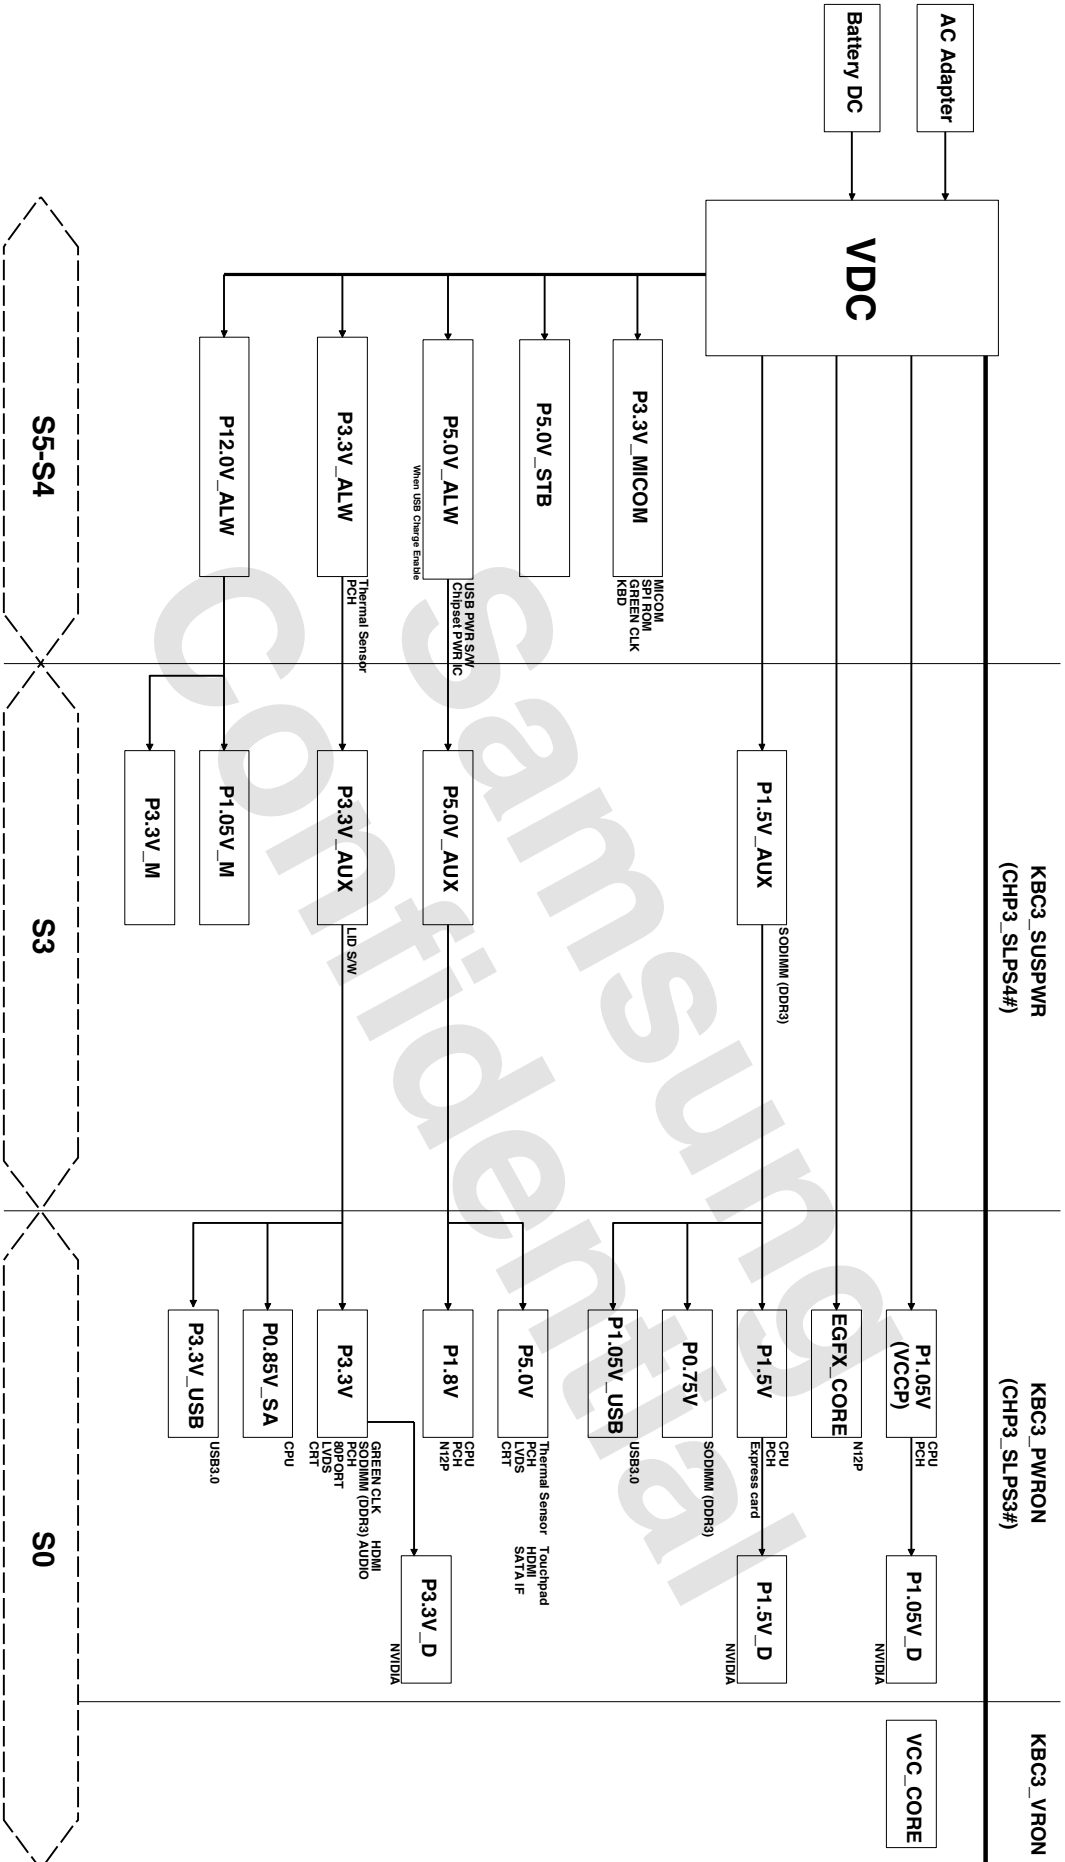 KBC3_SUSPWR
(CHP3_SLPS4#)
KBC3_PWRON
(CHP3_SLPS3#)
KBC3_VRON
AC Adapter
Battery DC
VDC
P1.05V
(VCCP)
CPU
PCH
P1.05V_D
NVIDIA
VCC_CORE
EGFX_CORE
N12P
P1.5V_AUX
SODIMM (DDR3)
P1.5V
CPU
PCH
Express card
P1.5V_D
NVIDIA
P0.75V
SODIMM (DDR3)
P1.05V_USB
USB3.0
P3.3V_MICOM
MICOM
SPI ROM
GREEN CLK
KBD
P5.0V_STB
P5.0V_ALW
When USB Charge Enable
USB PWR S/W
Chipset PWR IC
P5.0V_AUX
P5.0V
Thermal Sensor Touchpad
PCH HDMI
LVDS SATA IF
CRT
P1.8V
CPU
PCH
N12P
P3.3V_D
NVIDIA
P3.3V_ALW
Thermal Sensor
PCH
P3.3V_AUX
LID S/W
P3.3V
GREEN CLK HDMI
SODIMM (DDR3) AUDIO
PCH
80PORT
LVDS
CRT
P0.85V_SA
CPU
P3.3V_USB
USB3.0
P12.0V_ALW
P1.05V_M
P3.3V_M
S5-S4
S3
S0
Samsung
Confidential